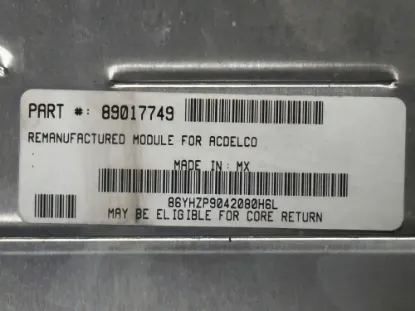 PART #: 89017749
REMANUFACTURED MODULE FOR ACDELCO
MADE IN: MX
86YHZP9042080H6L
MAY BE ELIGIBLE FOR CORE RETURN